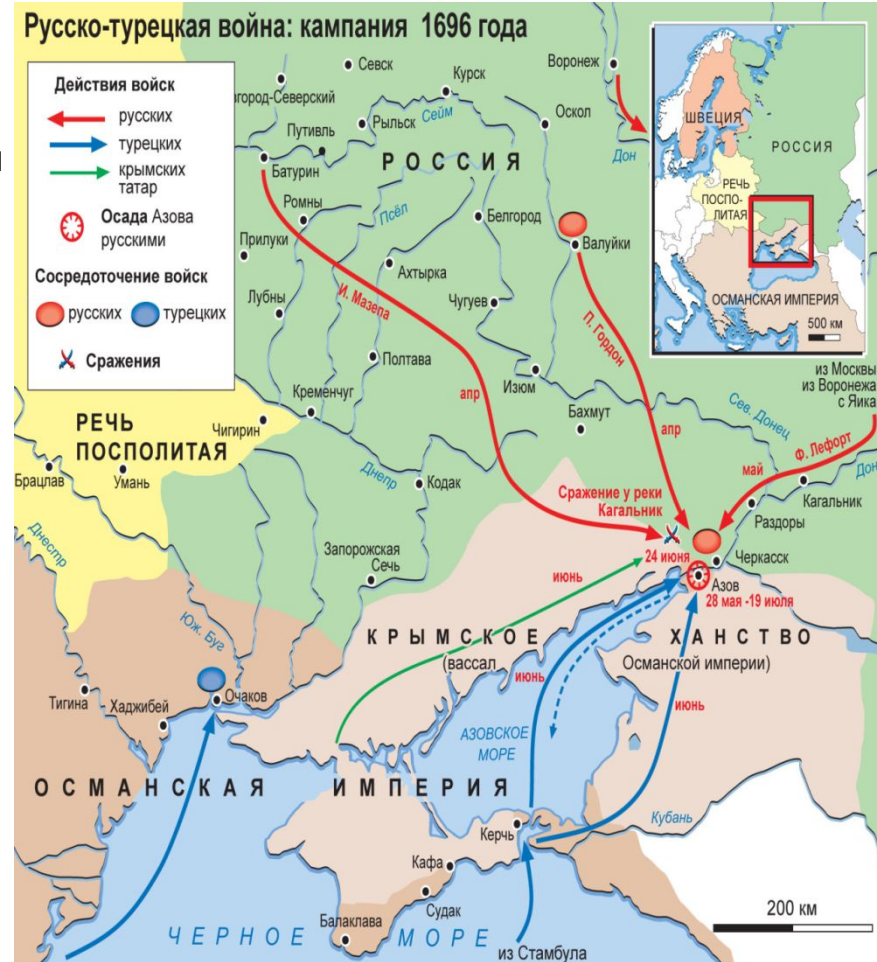 Русско-турецкая война: кампания 1696 года
Действия войск
русских
турецких
крымских
татар
Осада Азова
русскими
Сосредоточение войск
русских
турецких
Сражения
Севск
Курск
Воронеж
вгород-Северский
Путивль
Рыльск
Сейм
Оскол
Дон
Батурин
РОССИЯ
Ромны
Псёл
Белгород
Валуйки
Прилуки
Ахтырка
И. Мазепа
Лубны
Чугуев
П. Гордон
Полтава
апр
Изюм
Кременчуг
Бахмут
Сев. Донец
апр
РЕЧЬ
ПОСПОЛИТАЯ
Чигирин
Брацлав
Умань
Днепр
Кодак
Днестр
ШВЕЦИЯ
РОССИЯ
РЕЧЬ
ПОСПО-
ЛИТАЯ
ОСМАНСКАЯ ИМПЕРИЯ
500 км
из Москвы
из Воронежа
с Яика
Ф. Лефорт
май
Дон
Кагальник
Раздоры
Сражение у реки
Кагальник
24 июня
Черкасск
Азов
28 мая -19 июля
Запорожская
Сечь
июнь
Юж. Буг
КРЫМСКОЕ
ХАНСТВО
(вассал
Османской империи)
июнь
июнь
Тигина
Хаджибей
Очаков
АЗОВСКОЕ
МОРЕ
ОСМАНСКАЯ
ИМПЕРИЯ
Керчь
Кубань
Кафа
Судак
Балаклава
ЧЕРНОЕ
МОРЕ
из Стамбула
200 км